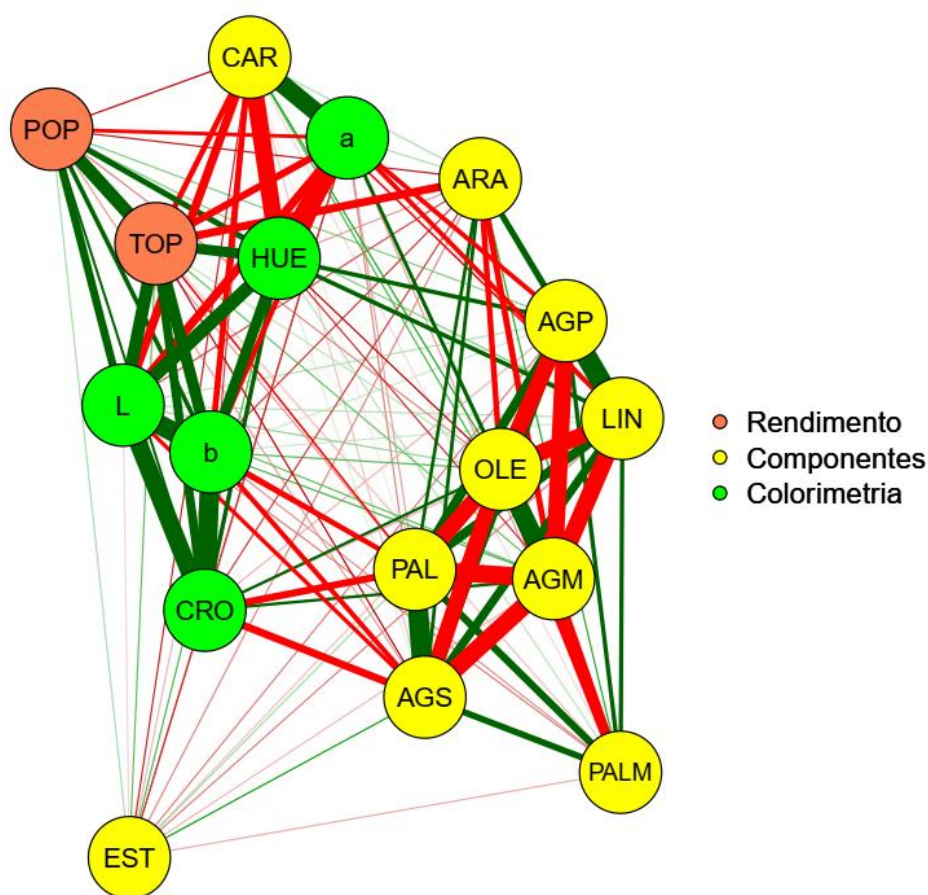 CAR
POP
a
ARA
TOP
HUE
AGP
L
LIN
b
OLE
PAL
AGM
CRO
AGS
PALM
EST
Rendimento
Componentes
Colorimetria